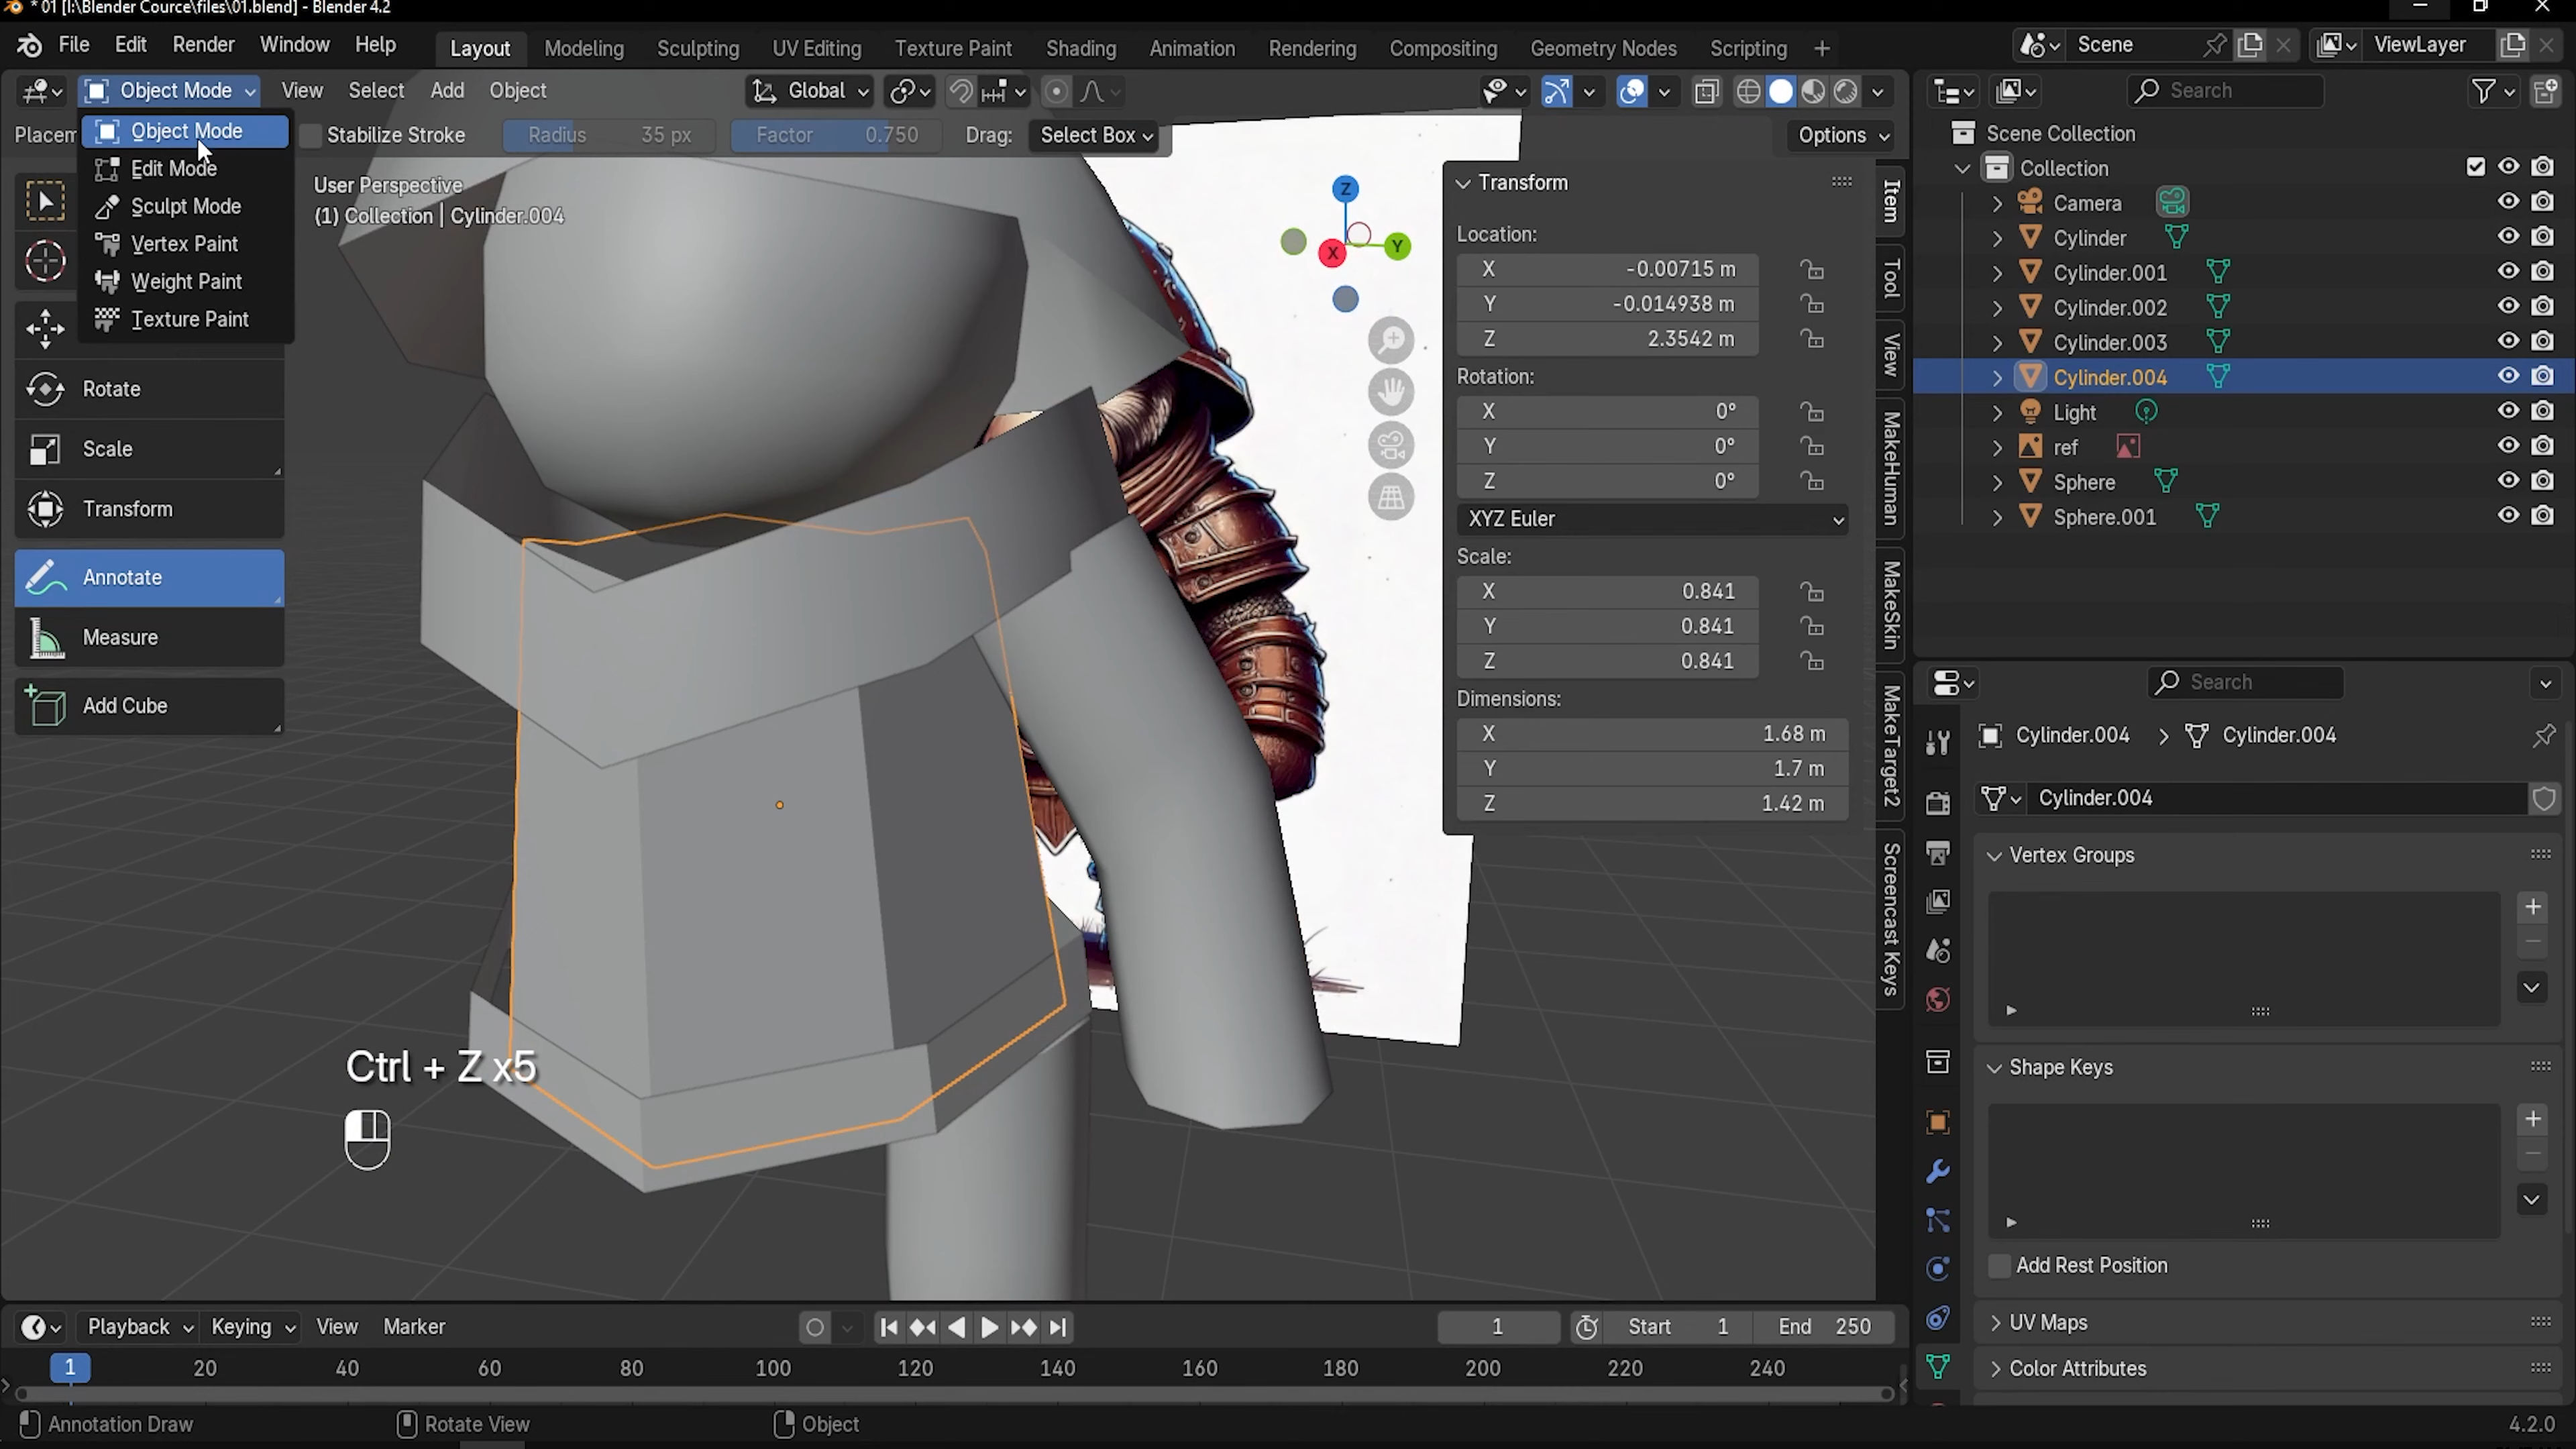 * 01 [I:\Blender Cource\files\01.blend] - Blender 4.2
File Edit Render Window Help Layout Modeling Sculpting UV Editing Texture Paint Shading Animation Rendering Compositing Geometry Nodes Scripting + Scene ViewLayer
Object Mode View Select Add Object Global Search
Placem Stabilize Stroke Radius 35 px Factor 0.750 Drag: Select Box Options
Object Mode
Edit Mode
Sculpt Mode
Vertex Paint
Weight Paint
Texture Paint
Rotate
Scale
Transform
Annotate
Measure
Add Cube
User Perspective
(1) Collection | Cylinder.004
Z
Y
X
Ctrl + Z x5
Transform
Location:
X -0.00715 m
Y -0.014938 m
Z 2.3542 m
Rotation:
X 0°
Y 0°
Z 0°
XYZ Euler
Scale:
X 0.841
Y 0.841
Z 0.841
Dimensions:
X 1.68 m
Y 1.7 m
Z 1.42 m
Item
Tool
View
MakeHuman
MakeSkin
MakeTarget2
Screencast Keys
Scene Collection
Collection
Camera
Cylinder
Cylinder.001
Cylinder.002
Cylinder.003
Cylinder.004
Light
ref
Sphere
Sphere.001
Search
Cylinder.004 > Cylinder.004
Cylinder.004
Vertex Groups
Shape Keys
Add Rest Position
UV Maps
Color Attributes
Playback Keying View Marker 1 Start 1 End 250
1 20 40 60 80 100 120 140 160 180 200 220 240
Annotation Draw Rotate View Object 4.2.0